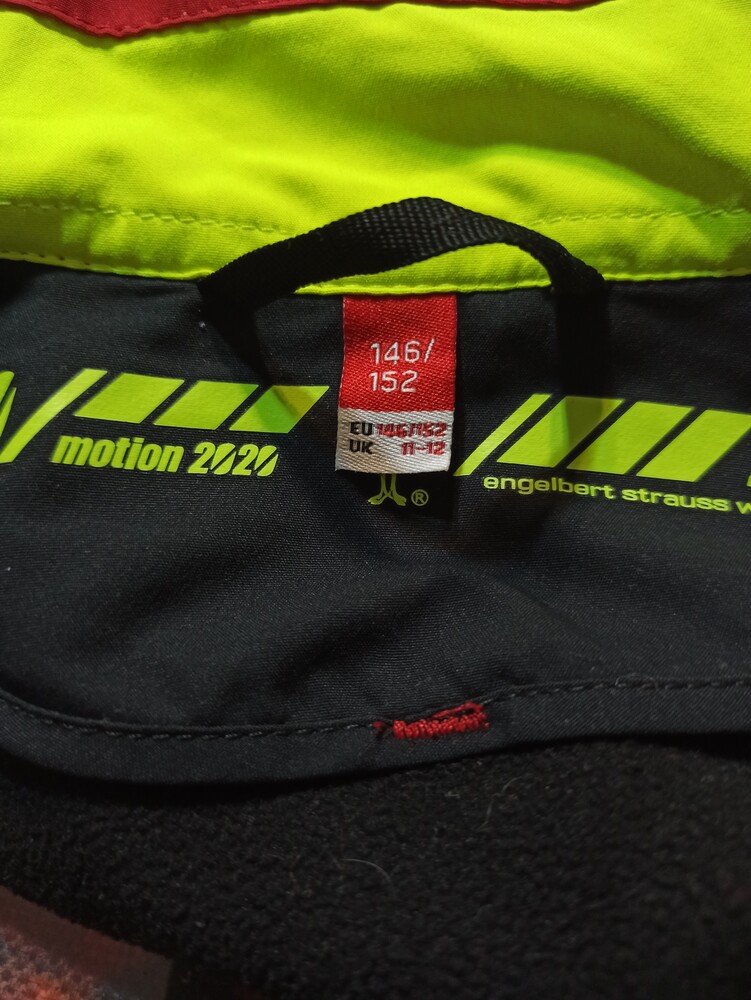 146/
152
EU 146/152
UK 11-12
motion 2020
®
engelbert strauss